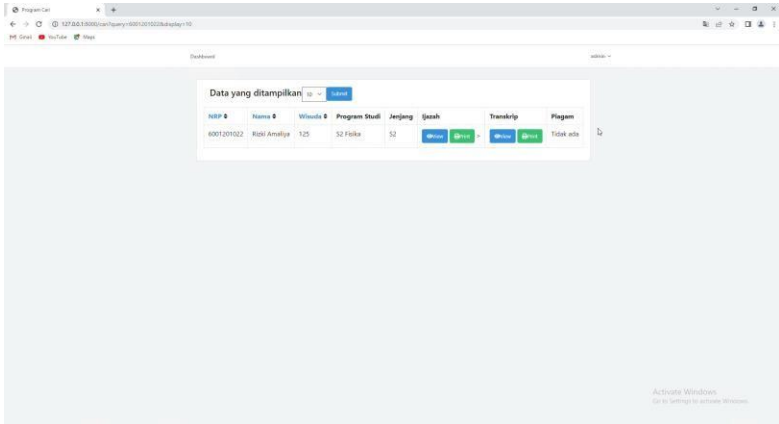 Program Cari
127.0.0.1:8000/cari?query=6001201022&display=10
Gmail YouTube Maps
Dashboard admin
Data yang ditampilkan 10 Submit
NRP Nama Wisuda Program Studi Jenjang Ijazah Transkrip Piagam
6001201022 Rizki Amaliya 125 S2 Fisika S2 View Print View Print Tidak ada
Activate Windows
Go to Settings to activate Windows.